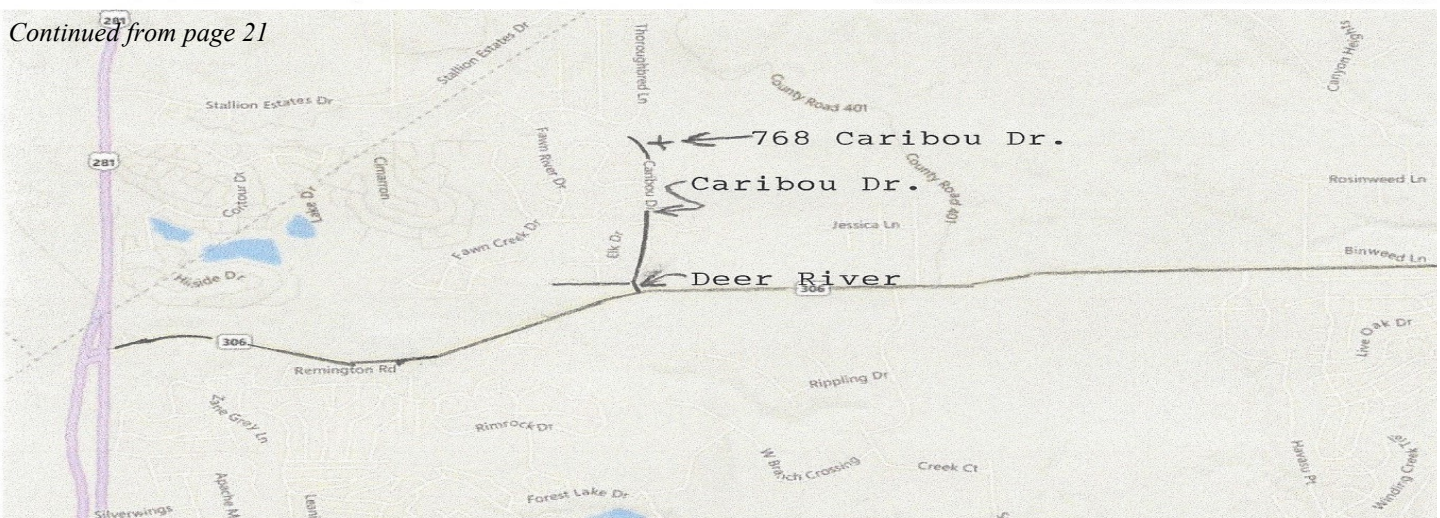 281
Continued from page 21
Stallion Estates Dr
Thoroughbred Ln
Canyon Heights
Stallion Estates Dr
County Road 401
768 Caribou Dr.
281
Fawn River Dr
Cimarron
Caribou Dr
County Road 401
Caribou Dr.
Rosinweed Ln
Contour Dr
Lake Dr
Jessica Ln
Fawn Creek Dr
Elk Dr
Binweed Ln
Hillside Dr
Deer River
306
Live Oak Dr
306
Remington Rd
Rippling Dr
Zane Grey Ln
Rimrock Dr
W Branch Crossing
Creek Ct
Havasu Pt
Winding Creek
Apache M
Leani
Forest Lake Dr
Silverwings